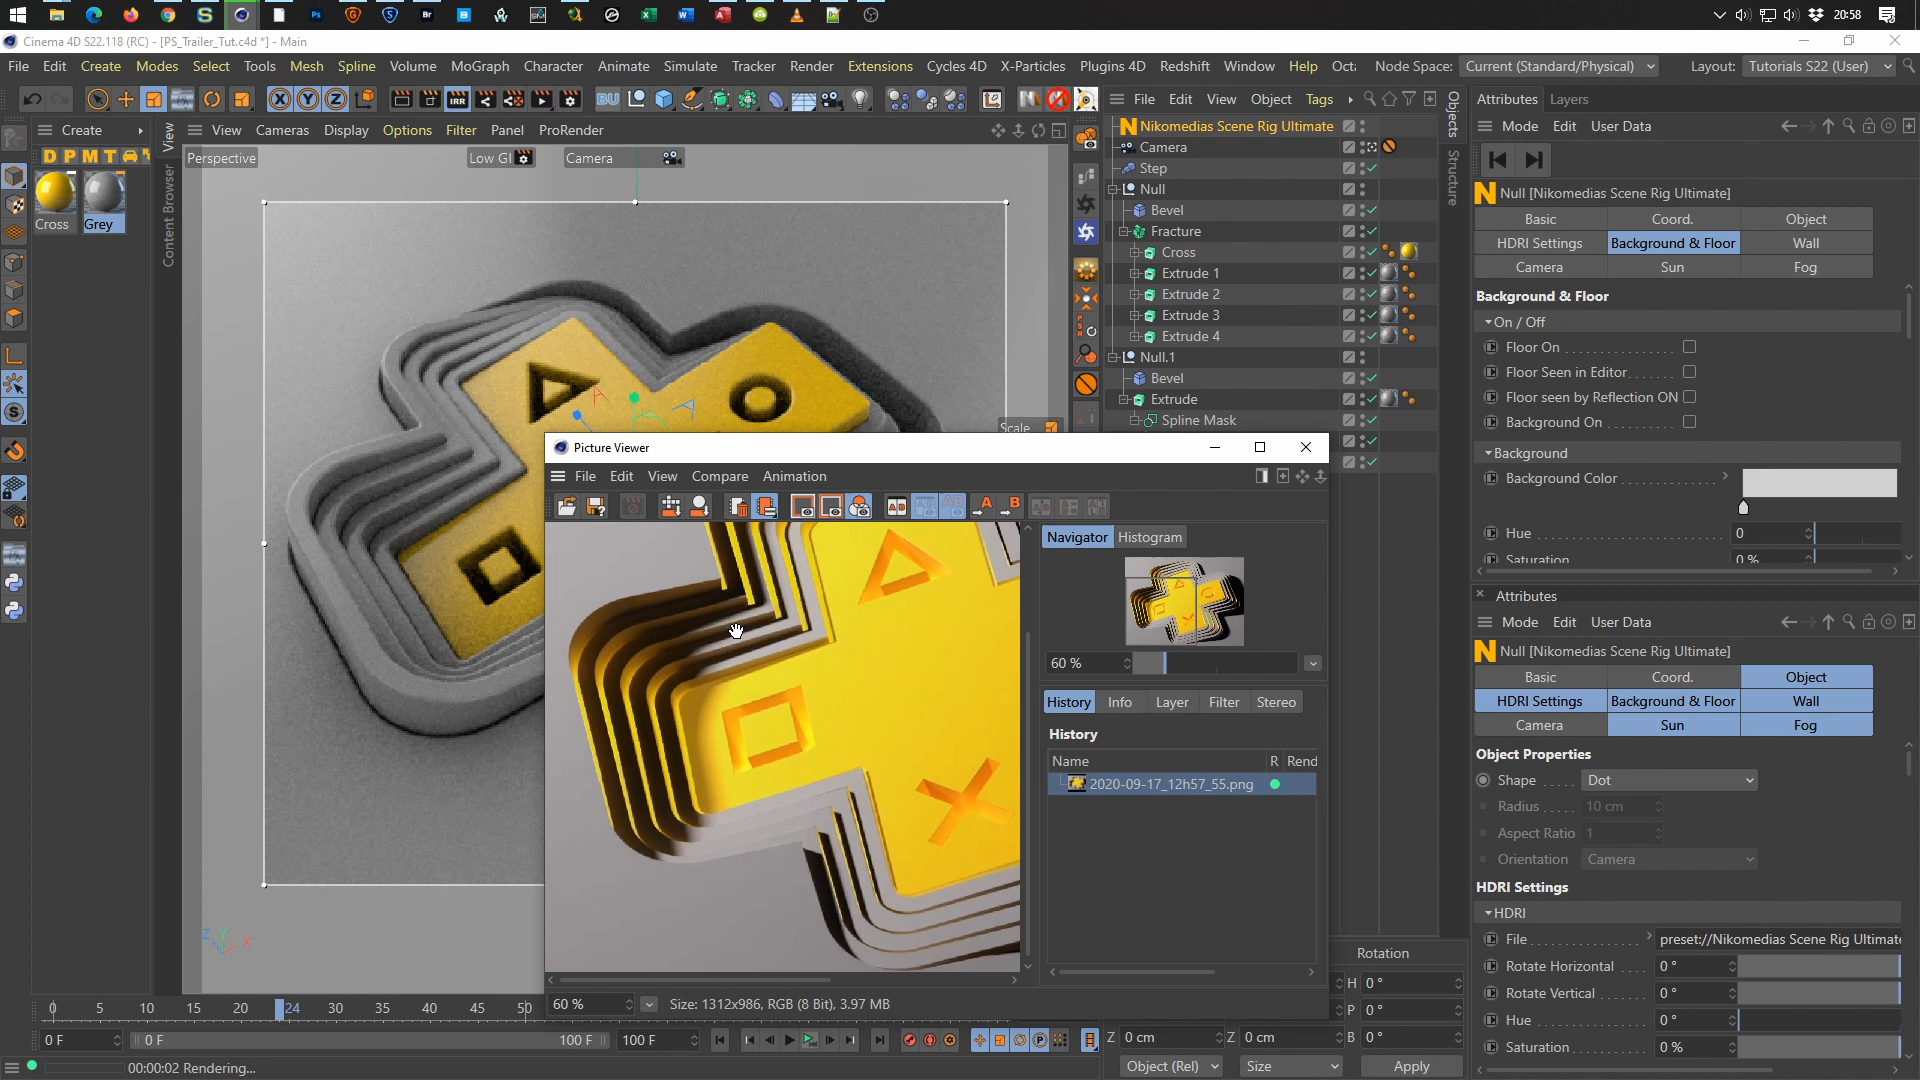 20:58
Cinema 4D S22.118 (RC) - [PS_Trailer_Tut.c4d *] - Main
File Edit Create Modes Select Tools Mesh Spline Volume MoGraph Character Animate Simulate Tracker Render Extensions Cycles 4D X-Particles Plugins 4D Redshift Window Help Octa Node Space: Current (Standard/Physical) Layout: Tutorials S22 (User)
File Edit View Object Tags
Attributes Layers
Create
View Cameras Display Options Filter Panel ProRender
Mode Edit User Data
Perspective Low GI Camera
Cross Grey
View
Content Browser
Objects
Structure
Nikomedias Scene Rig Ultimate
Camera
Step
Null
Bevel
Fracture
Cross
Extrude 1
Extrude 2
Extrude 3
Extrude 4
Null.1
Bevel
Extrude
Spline Mask
Scale
Null [Nikomedias Scene Rig Ultimate]
Basic Coord. Object
HDRI Settings Background & Floor Wall
Camera Sun Fog
Background & Floor
On / Off
Floor On
Floor Seen in Editor
Floor seen by Reflection ON
Background On
Background
Background Color
Hue 0
Saturation 0 %
Attributes
Mode Edit User Data
Null [Nikomedias Scene Rig Ultimate]
Basic Coord. Object
HDRI Settings Background & Floor Wall
Camera Sun Fog
Object Properties
Shape Dot
Radius 10 cm
Aspect Ratio 1
Orientation Camera
HDRI Settings
HDRI
File preset://Nikomedias Scene Rig Ultimate
Rotate Horizontal 0 °
Rotate Vertical 0 °
Hue 0 °
Saturation 0 %
Picture Viewer
File Edit View Compare Animation
Navigator Histogram
60 %
History Info Layer Filter Stereo
History
Name R Rend
2020-09-17_12h57_55.png
60 % Size: 1312x986, RGB (8 Bit), 3.97 MB
Rotation
H 0 °
P 0 °
Z 0 cm Z 0 cm B 0 °
Object (Rel) Size Apply
0 5 10 15 20 24 30 35 40 45 50
0 F 0 F 100 F 100 F
00:00:02 Rendering...